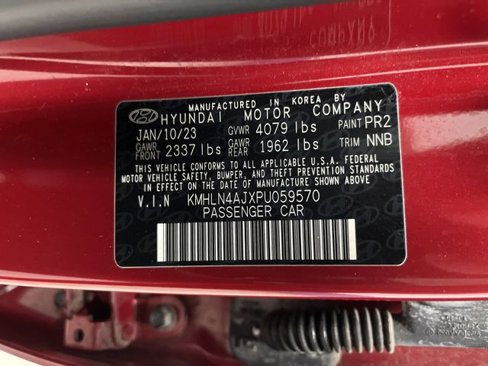 MANUFACTURED IN KOREA BY
HYUNDAI MOTOR COMPANY
JAN/10/23 GVWR 4079 lbs PAINT PR2
GAWR FRONT 2337 lbs GAWR REAR 1962 lbs TRIM NNB
THIS VEHICLE CONFORMS TO ALL APPLICABLE U.S.A. FEDERAL
MOTOR VEHICLE SAFETY, BUMPER, AND THEFT PREVENTION STANDARDS
IN EFFECT ON THE DATE OF MANUFACTURE SHOWN ABOVE.
V.I.N KMHLN4AJXPU059570
PASSENGER CAR